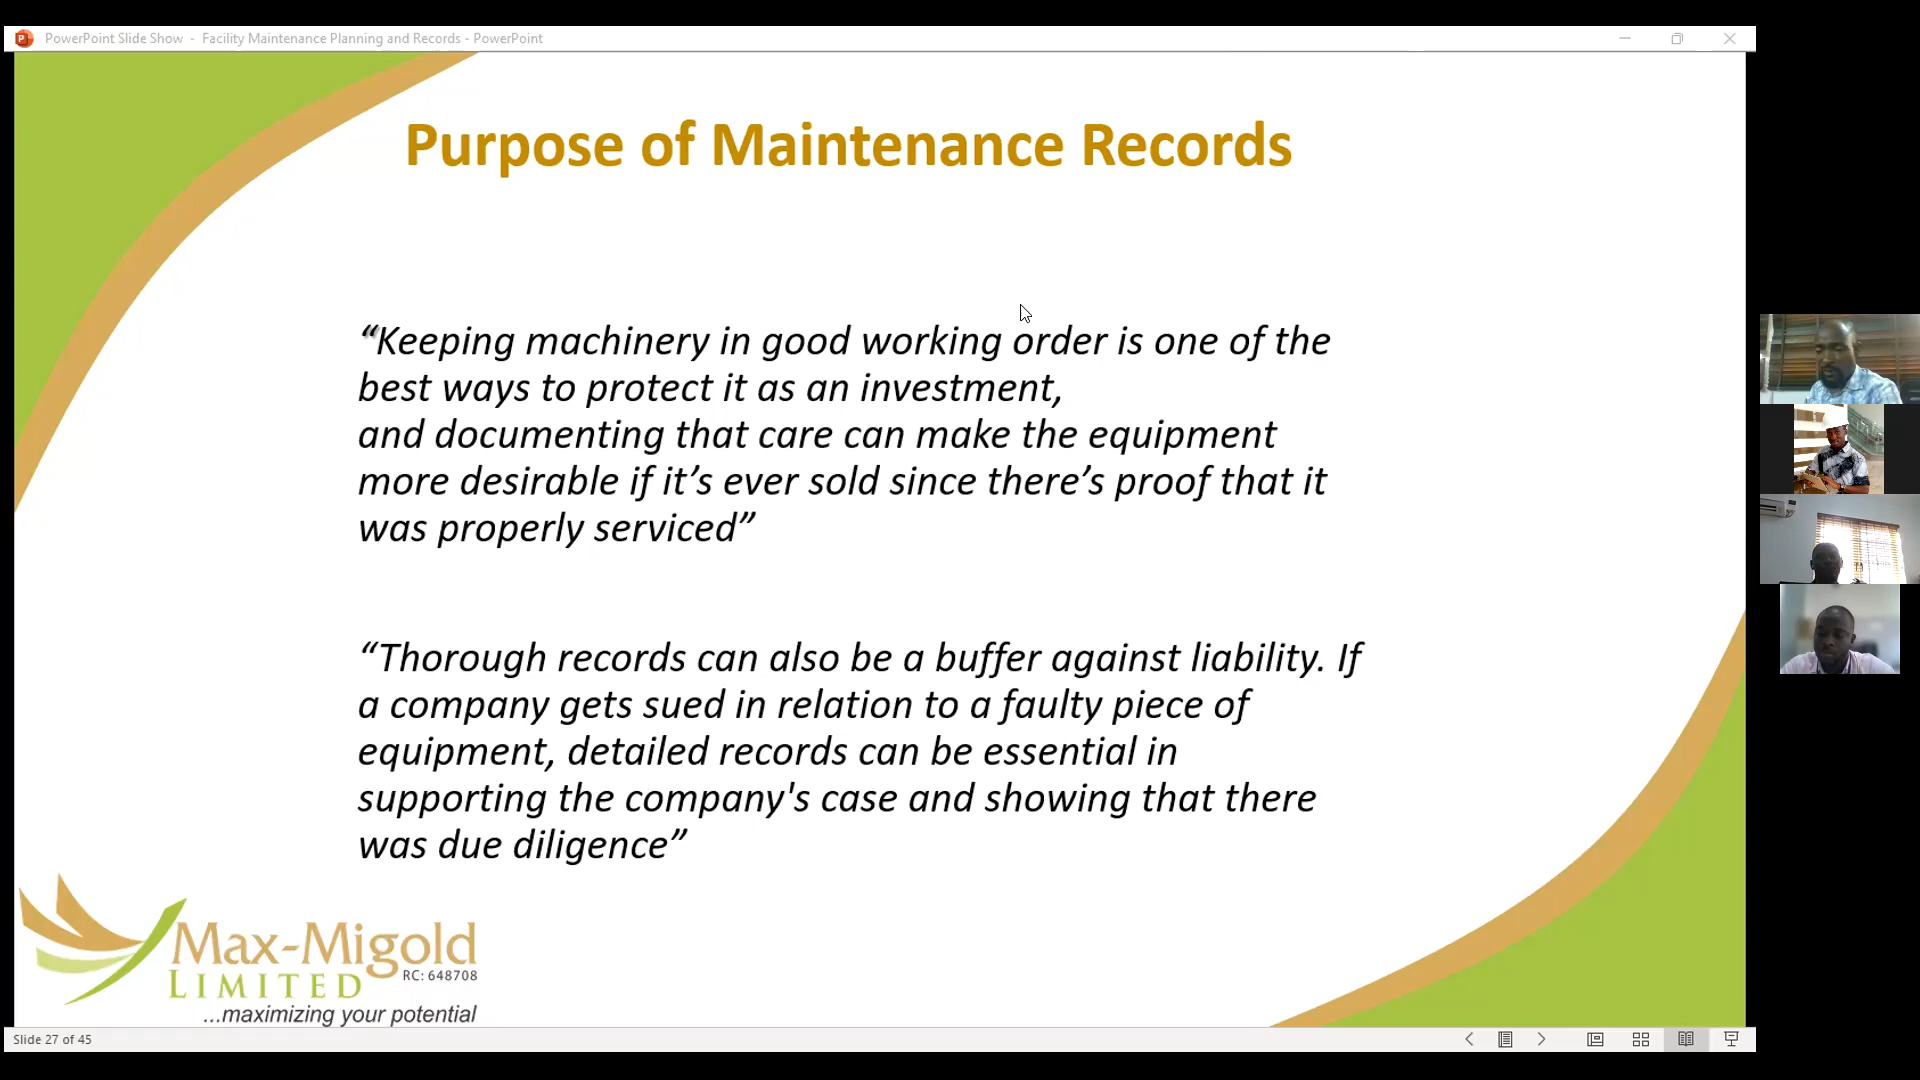 PowerPoint Slide Show - Facility Maintenance Planning and Records - PowerPoint
Purpose of Maintenance Records
“Keeping machinery in good working order is one of the
best ways to protect it as an investment,
and documenting that care can make the equipment
more desirable if it’s ever sold since there’s proof that it
was properly serviced”
“Thorough records can also be a buffer against liability. If
a company gets sued in relation to a faulty piece of
equipment, detailed records can be essential in
supporting the company's case and showing that there
was due diligence”
Max-Migold
LIMITED RC: 648708
...maximizing your potential
Slide 27 of 45